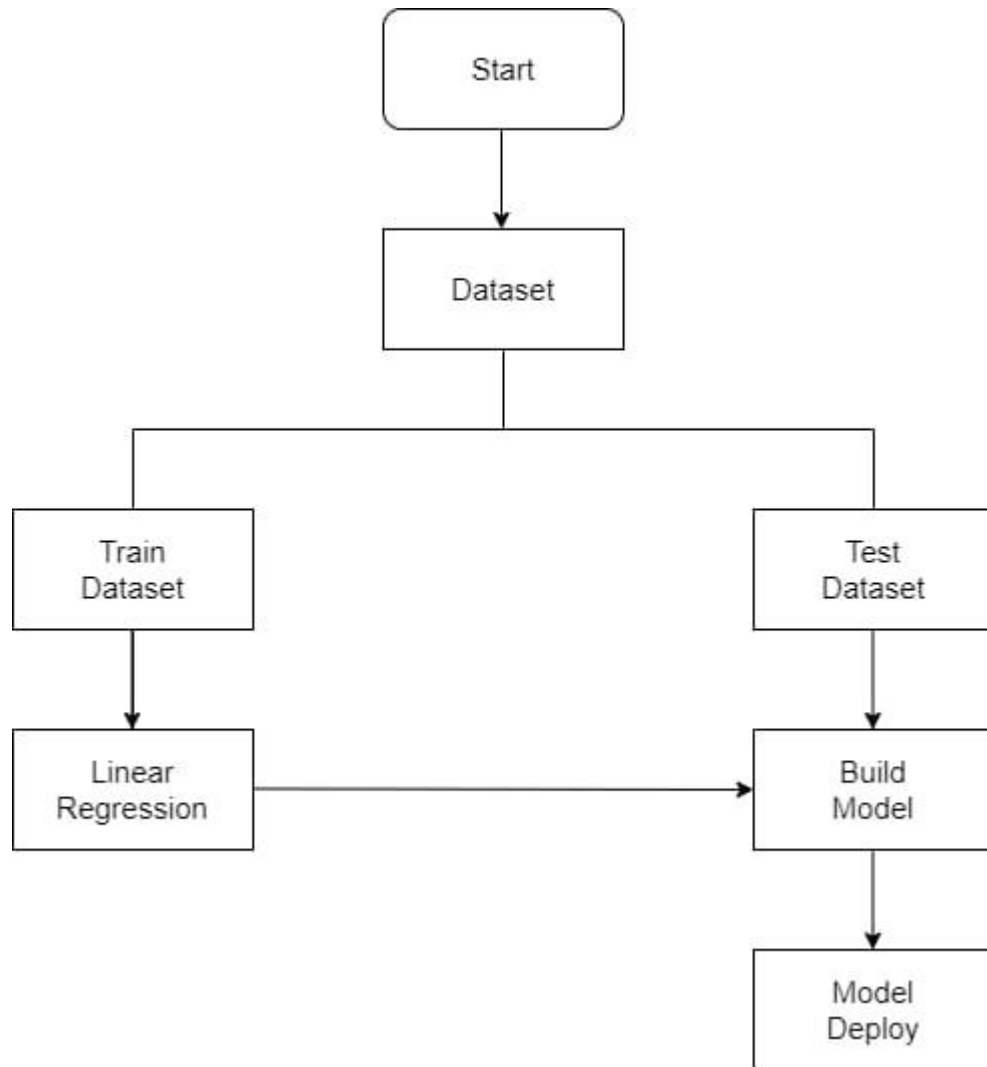 Start
Dataset
Train
Dataset
Test
Dataset
Linear
Regression
Build
Model
Model
Deploy